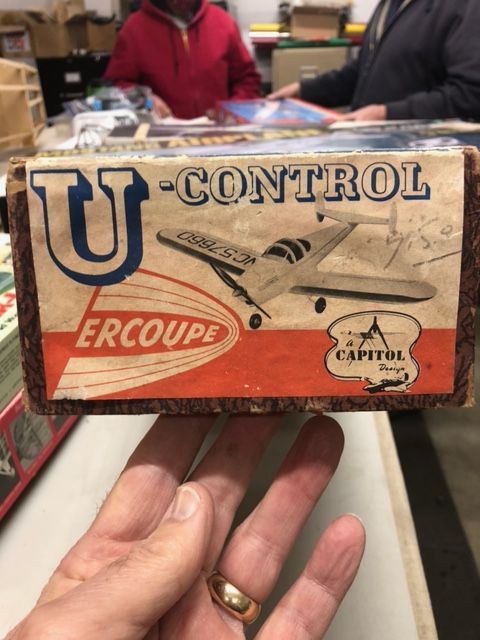 U-CONTROL
NC57660
ERCOUPE
a
CAPITOL
Design